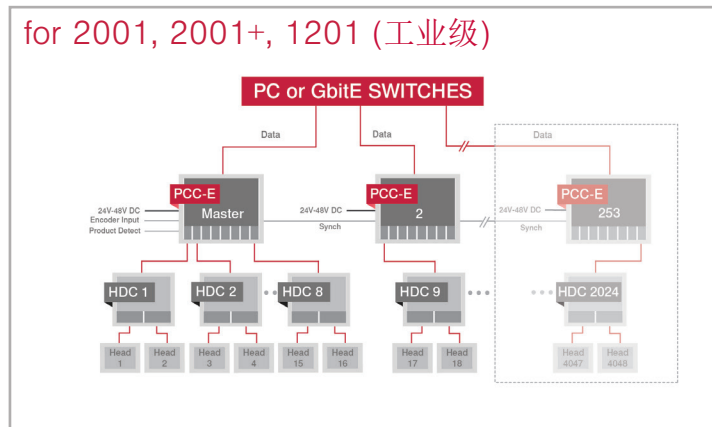 for 2001, 2001+, 1201 (工业级)
PC or GbitE SWITCHES
Data
Data
Data
PCC-E
Master
PCC-E
2
PCC-E
253
24V-48V DC
Encoder Input
Product Detect
24V-48V DC
Synch
24V-48V DC
Synch
HDC 1
HDC 2
HDC 8
HDC 9
HDC 2024
Head
1
Head
2
Head
3
Head
4
Head
15
Head
16
Head
17
Head
18
Head
4047
Head
4048